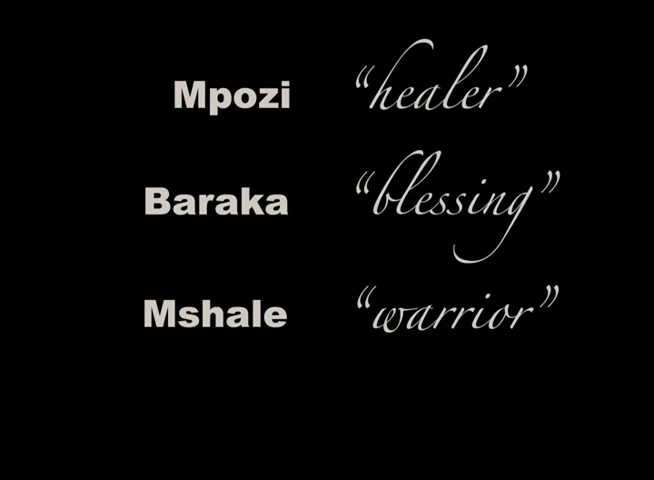 Mpozi “healer”
Baraka “blessing”
Mshale “warrior”